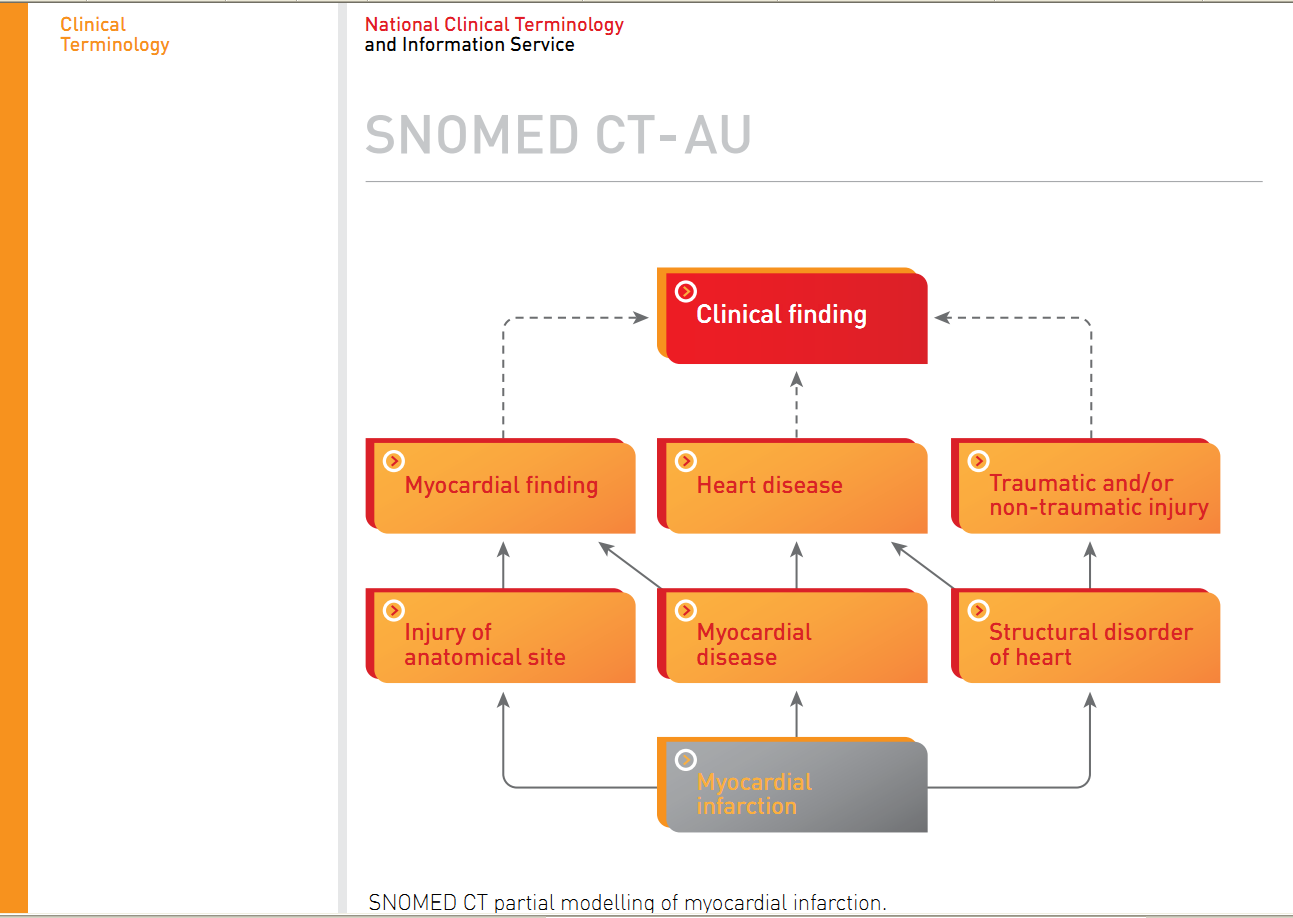 Clinical
Terminology
National Clinical Terminology
and Information Service
SNOMED CT-AU
Clinical finding
Myocardial finding
Heart disease
Traumatic and/or
non-traumatic injury
Injury of
anatomical site
Myocardial
disease
Structural disorder
of heart
Myocardial
infarction
SNOMED CT partial modelling of myocardial infarction.